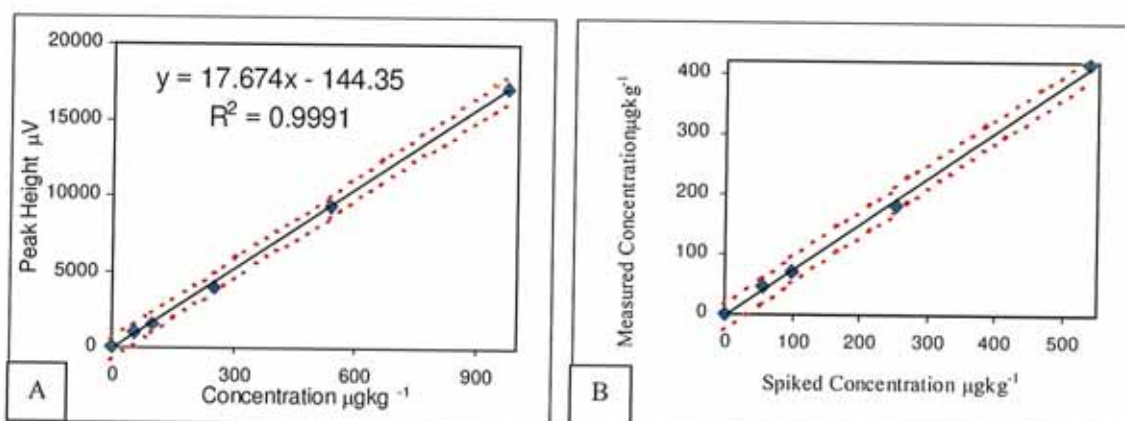 20000
15000
10000
5000
0
Peak Height µV
y = 17.674x - 144.35
R² = 0.9991
0 300 600 900
Concentration µgkg⁻¹
A
400
300
200
100
0
Measured Concentrationµgkg⁻¹
0 100 200 300 400 500
Spiked Concentration µgkg⁻¹
B